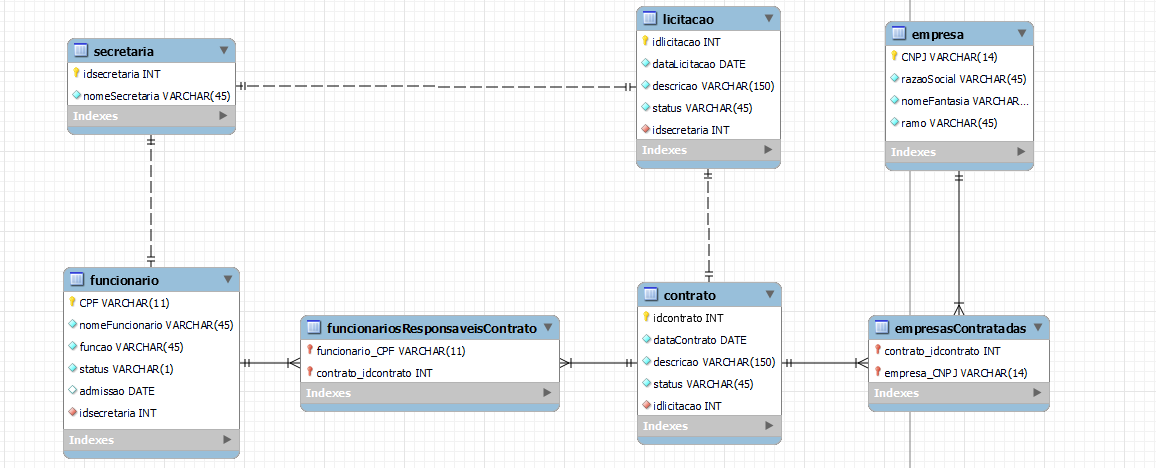 secretaria
idsecretaria INT
nomeSecretaria VARCHAR(45)
Indexes
licitacao
idlicitacao INT
dataLicitacao DATE
descricao VARCHAR(150)
status VARCHAR(45)
idsecretaria INT
Indexes
empresa
CNPJ VARCHAR(14)
razaoSocial VARCHAR(45)
nomeFantasia VARCHAR...
ramo VARCHAR(45)
Indexes
funcionario
CPF VARCHAR(11)
nomeFuncionario VARCHAR(45)
funcao VARCHAR(45)
status VARCHAR(1)
admissao DATE
idsecretaria INT
Indexes
funcionariosResponsaveisContrato
funcionario_CPF VARCHAR(11)
contrato_idcontrato INT
Indexes
contrato
idcontrato INT
dataContrato DATE
descricao VARCHAR(150)
status VARCHAR(45)
idlicitacao INT
Indexes
empresasContratadas
contrato_idcontrato INT
empresa_CNPJ VARCHAR(14)
Indexes